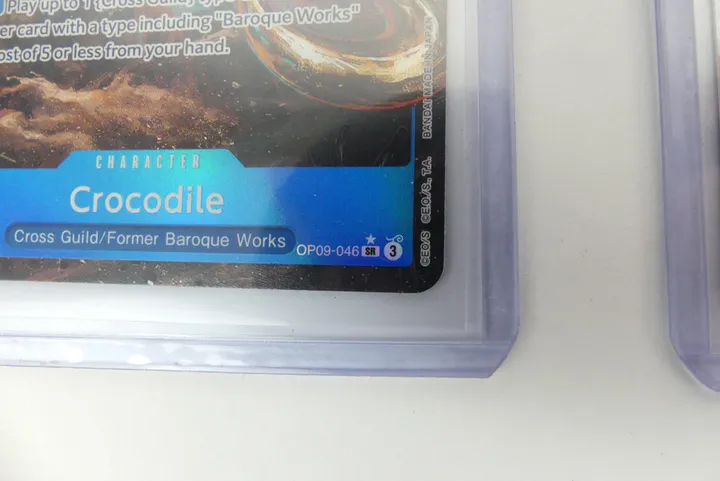 Play up to 1 {Cross Guild} type
er card with a type including "Baroque Works"
ost of 5 or less from your hand.
CHARACTER
Crocodile
Cross Guild/Former Baroque Works
OP09-046 SR 3
©EO/S ©E.O./S., T.A. BANDAI MADE IN JAPAN